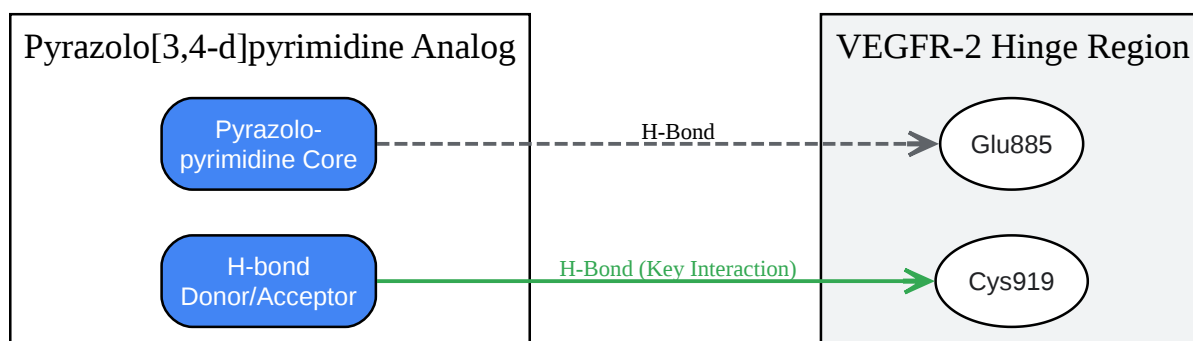 Pyrazolo[3,4-d]pyrimidine Analog
VEGFR-2 Hinge Region
Pyrazolo-
pyrimidine Core
H-Bond
Glu885
H-bond
Donor/Acceptor
H-Bond (Key Interaction)
Cys919